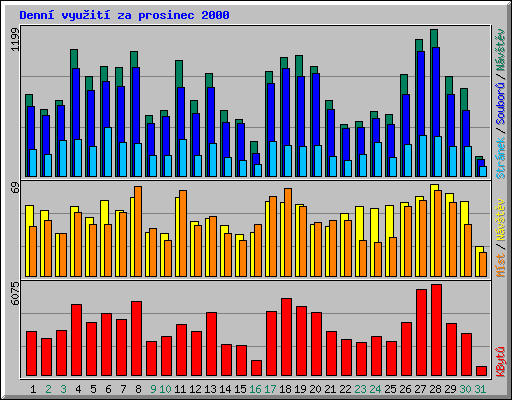 Denní využití za prosinec 2000
1199
Stránek / Souborů / Návštěv
69
Míst / Návštev
6075
KBytů
1 2 3 4 5 6 7 8 9 10 11 12 13 14 15 16 17 18 19 20 21 22 23 24 25 26 27 28 29 30 31